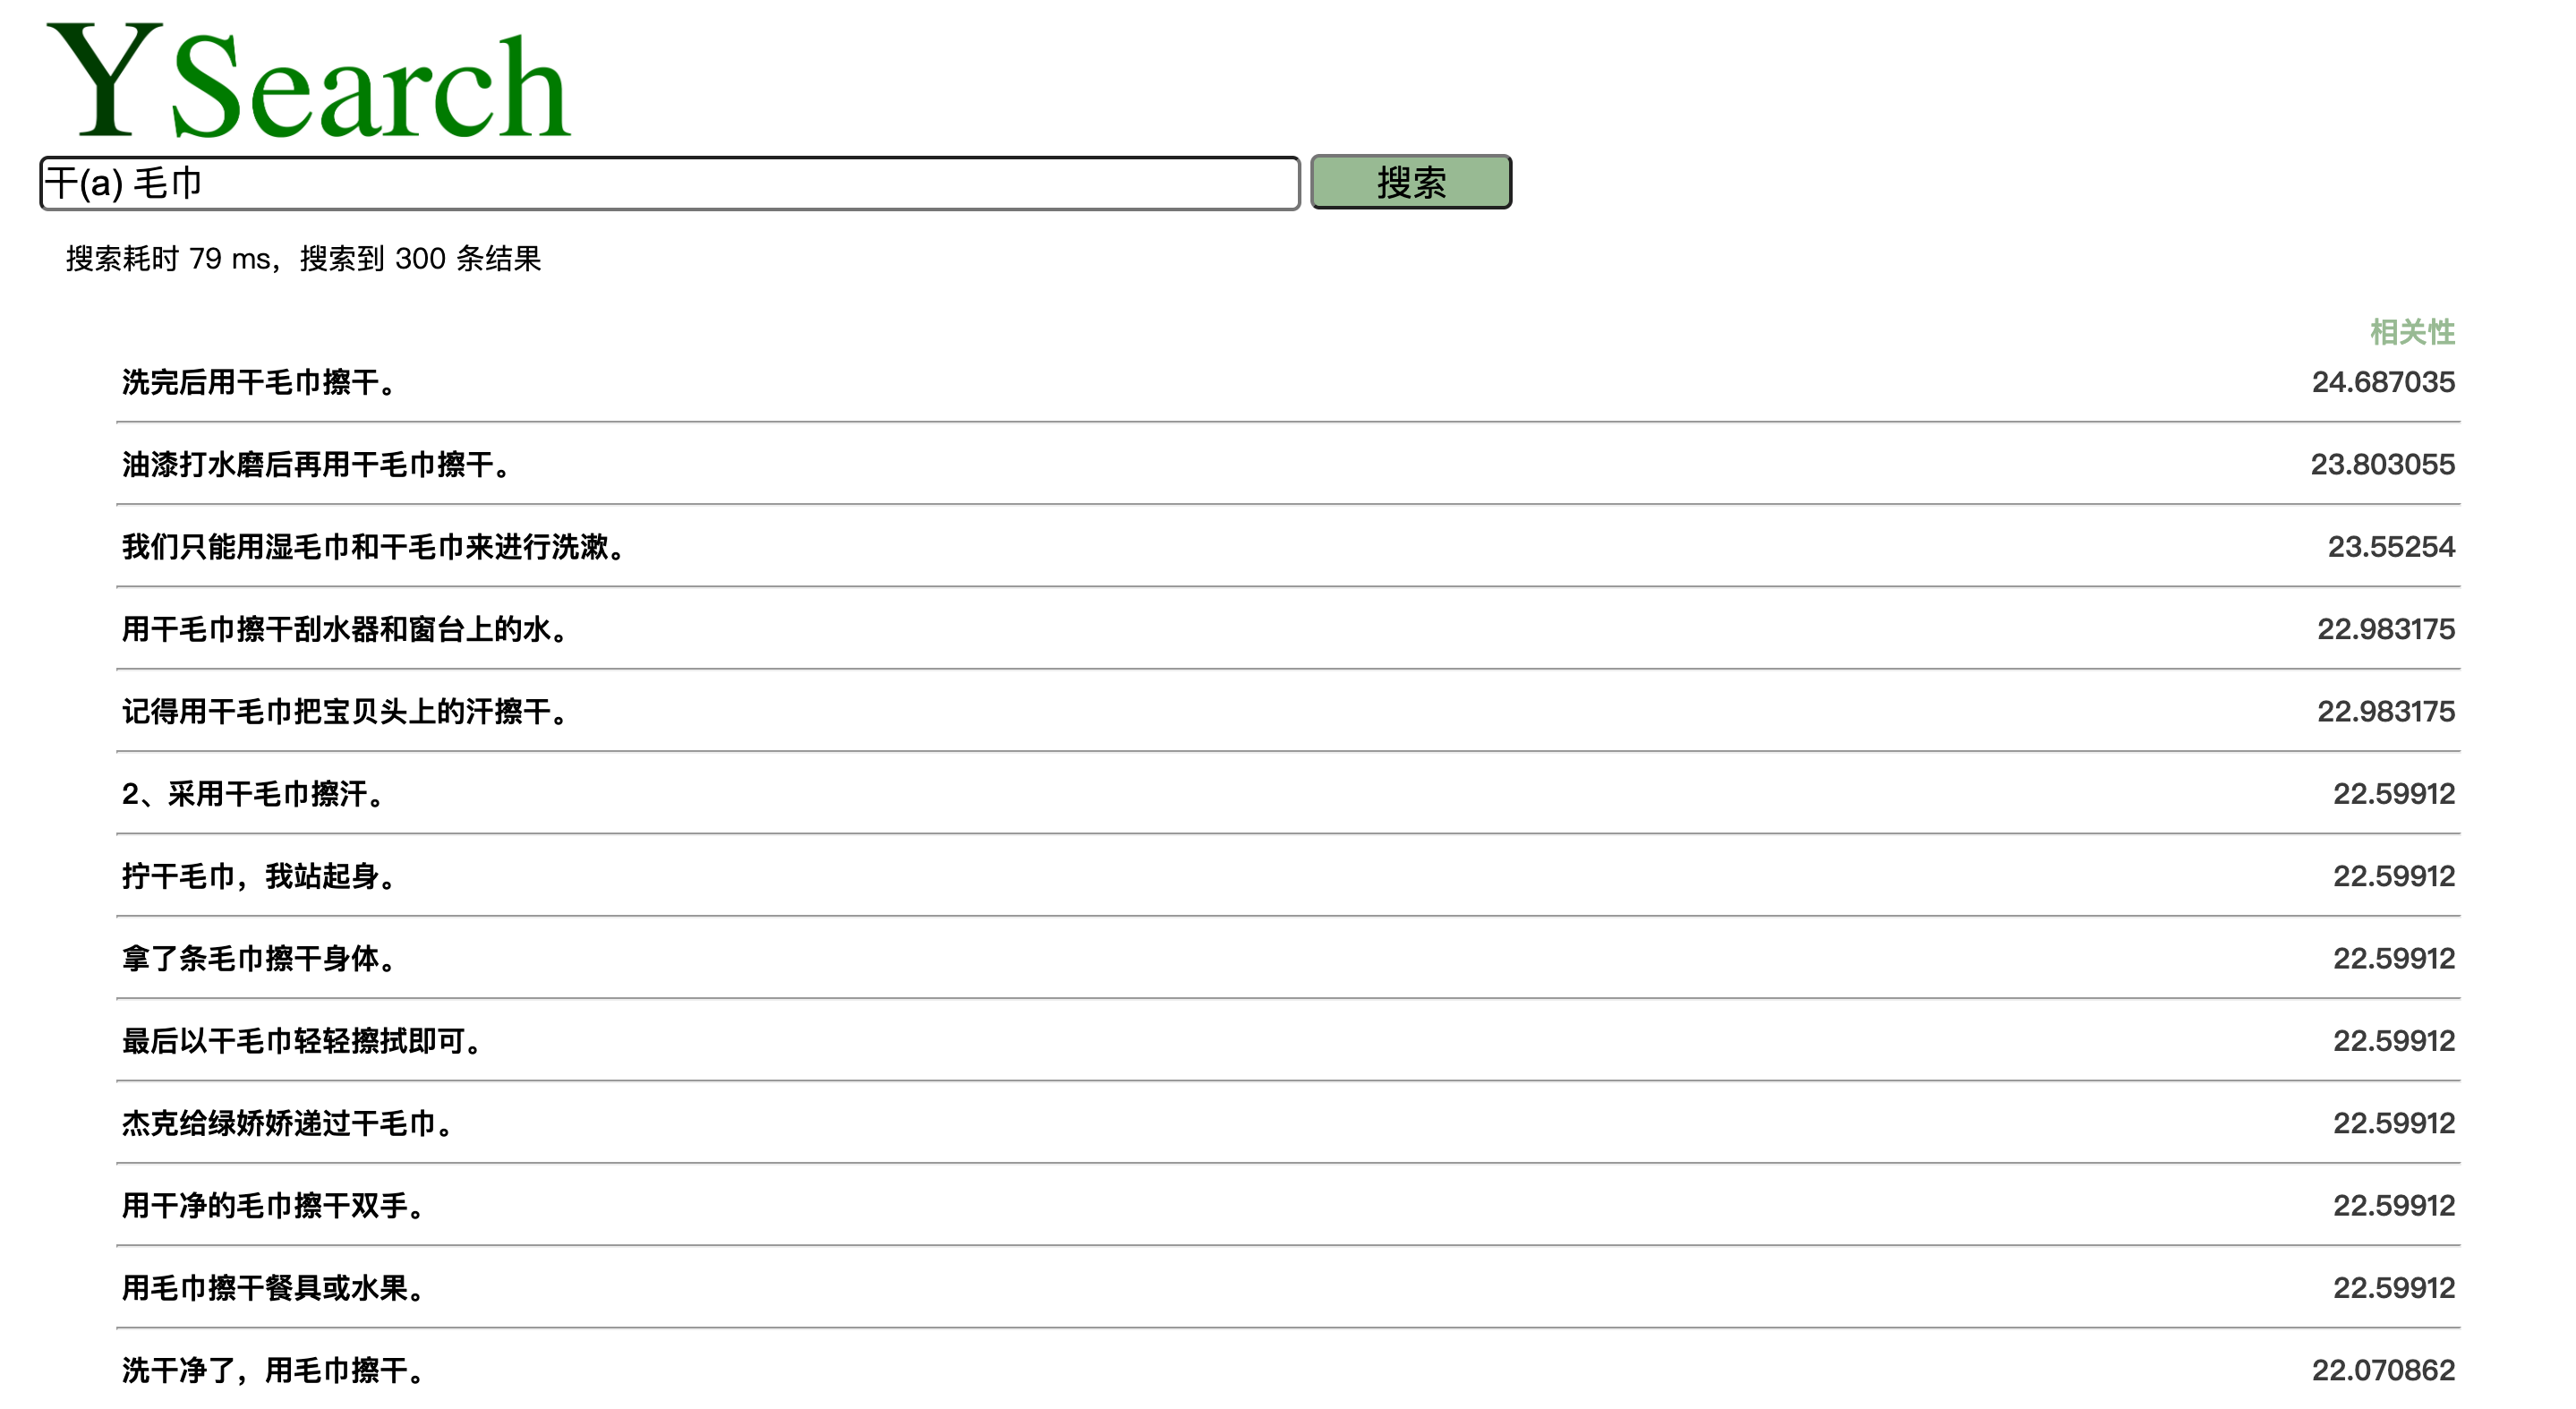 YSearch
干(a) 毛巾 搜索
搜索耗时 79 ms，搜索到 300 条结果
相关性
洗完后用干毛巾擦干。 24.687035
油漆打水磨后再用干毛巾擦干。 23.803055
我们只能用湿毛巾和干毛巾来进行洗漱。 23.55254
用干毛巾擦干刮水器和窗台上的水。 22.983175
记得用干毛巾把宝贝头上的汗擦干。 22.983175
2、采用干毛巾擦汗。 22.59912
拧干毛巾，我站起身。 22.59912
拿了条毛巾擦干身体。 22.59912
最后以干毛巾轻轻擦拭即可。 22.59912
杰克给绿娇娇递过干毛巾。 22.59912
用干净的毛巾擦干双手。 22.59912
用毛巾擦干餐具或水果。 22.59912
洗干净了，用毛巾擦干。 22.070862